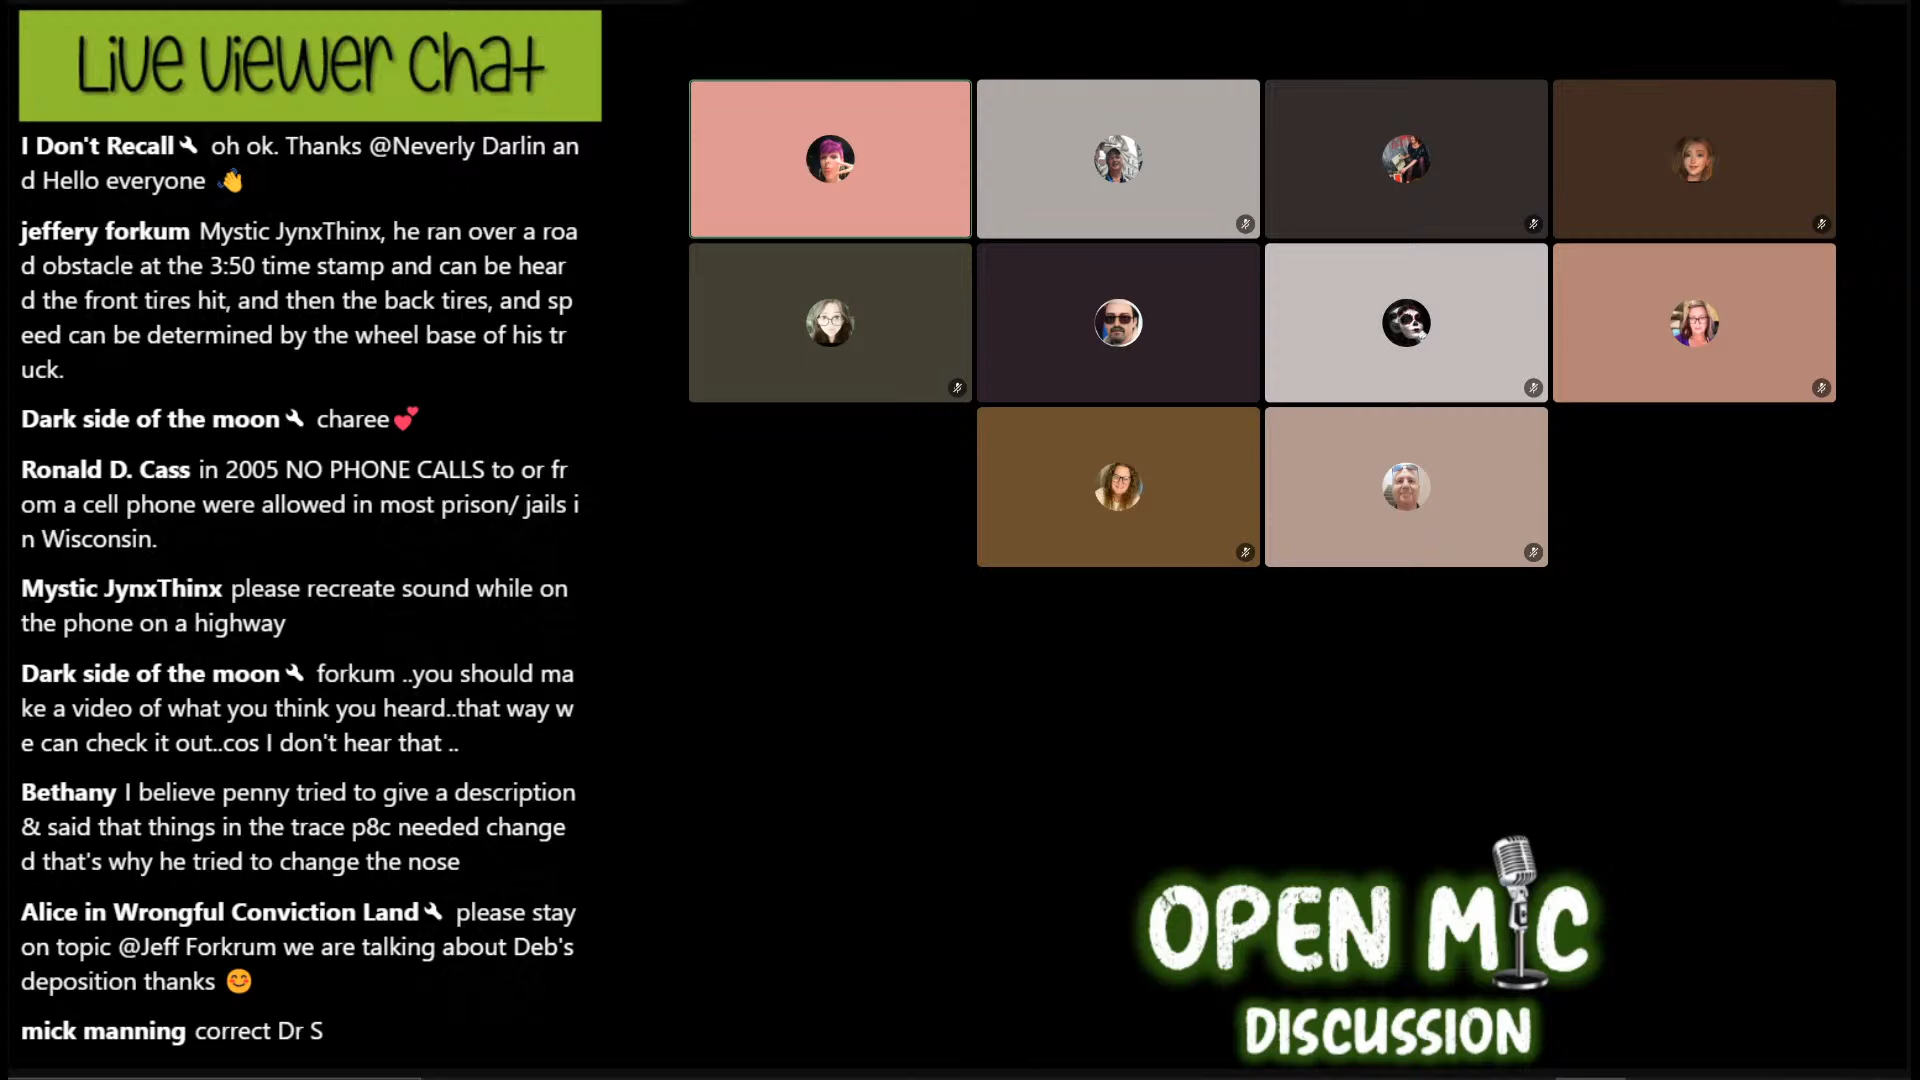 Live Viewer Chat
I Don't Recall oh ok. Thanks @Neverly Darlin an
d Hello everyone 👋
jeffery forkum Mystic JynxThinx, he ran over a roa
d obstacle at the 3:50 time stamp and can be hear
d the front tires hit, and then the back tires, and sp
eed can be determined by the wheel base of his tr
uck.
Dark side of the moon charee💕
Ronald D. Cass in 2005 NO PHONE CALLS to or fr
om a cell phone were allowed in most prison/ jails i
n Wisconsin.
Mystic JynxThinx please recreate sound while on
the phone on a highway
Dark side of the moon forkum ..you should ma
ke a video of what you think you heard..that way w
e can check it out..cos I don't hear that ..
Bethany I believe penny tried to give a description
& said that things in the trace p8c needed change
d that's why he tried to change the nose
Alice in Wrongful Conviction Land please stay
on topic @Jeff Forkrum we are talking about Deb's
deposition thanks 😊
mick manning correct Dr S
OPEN MIC
DISCUSSION